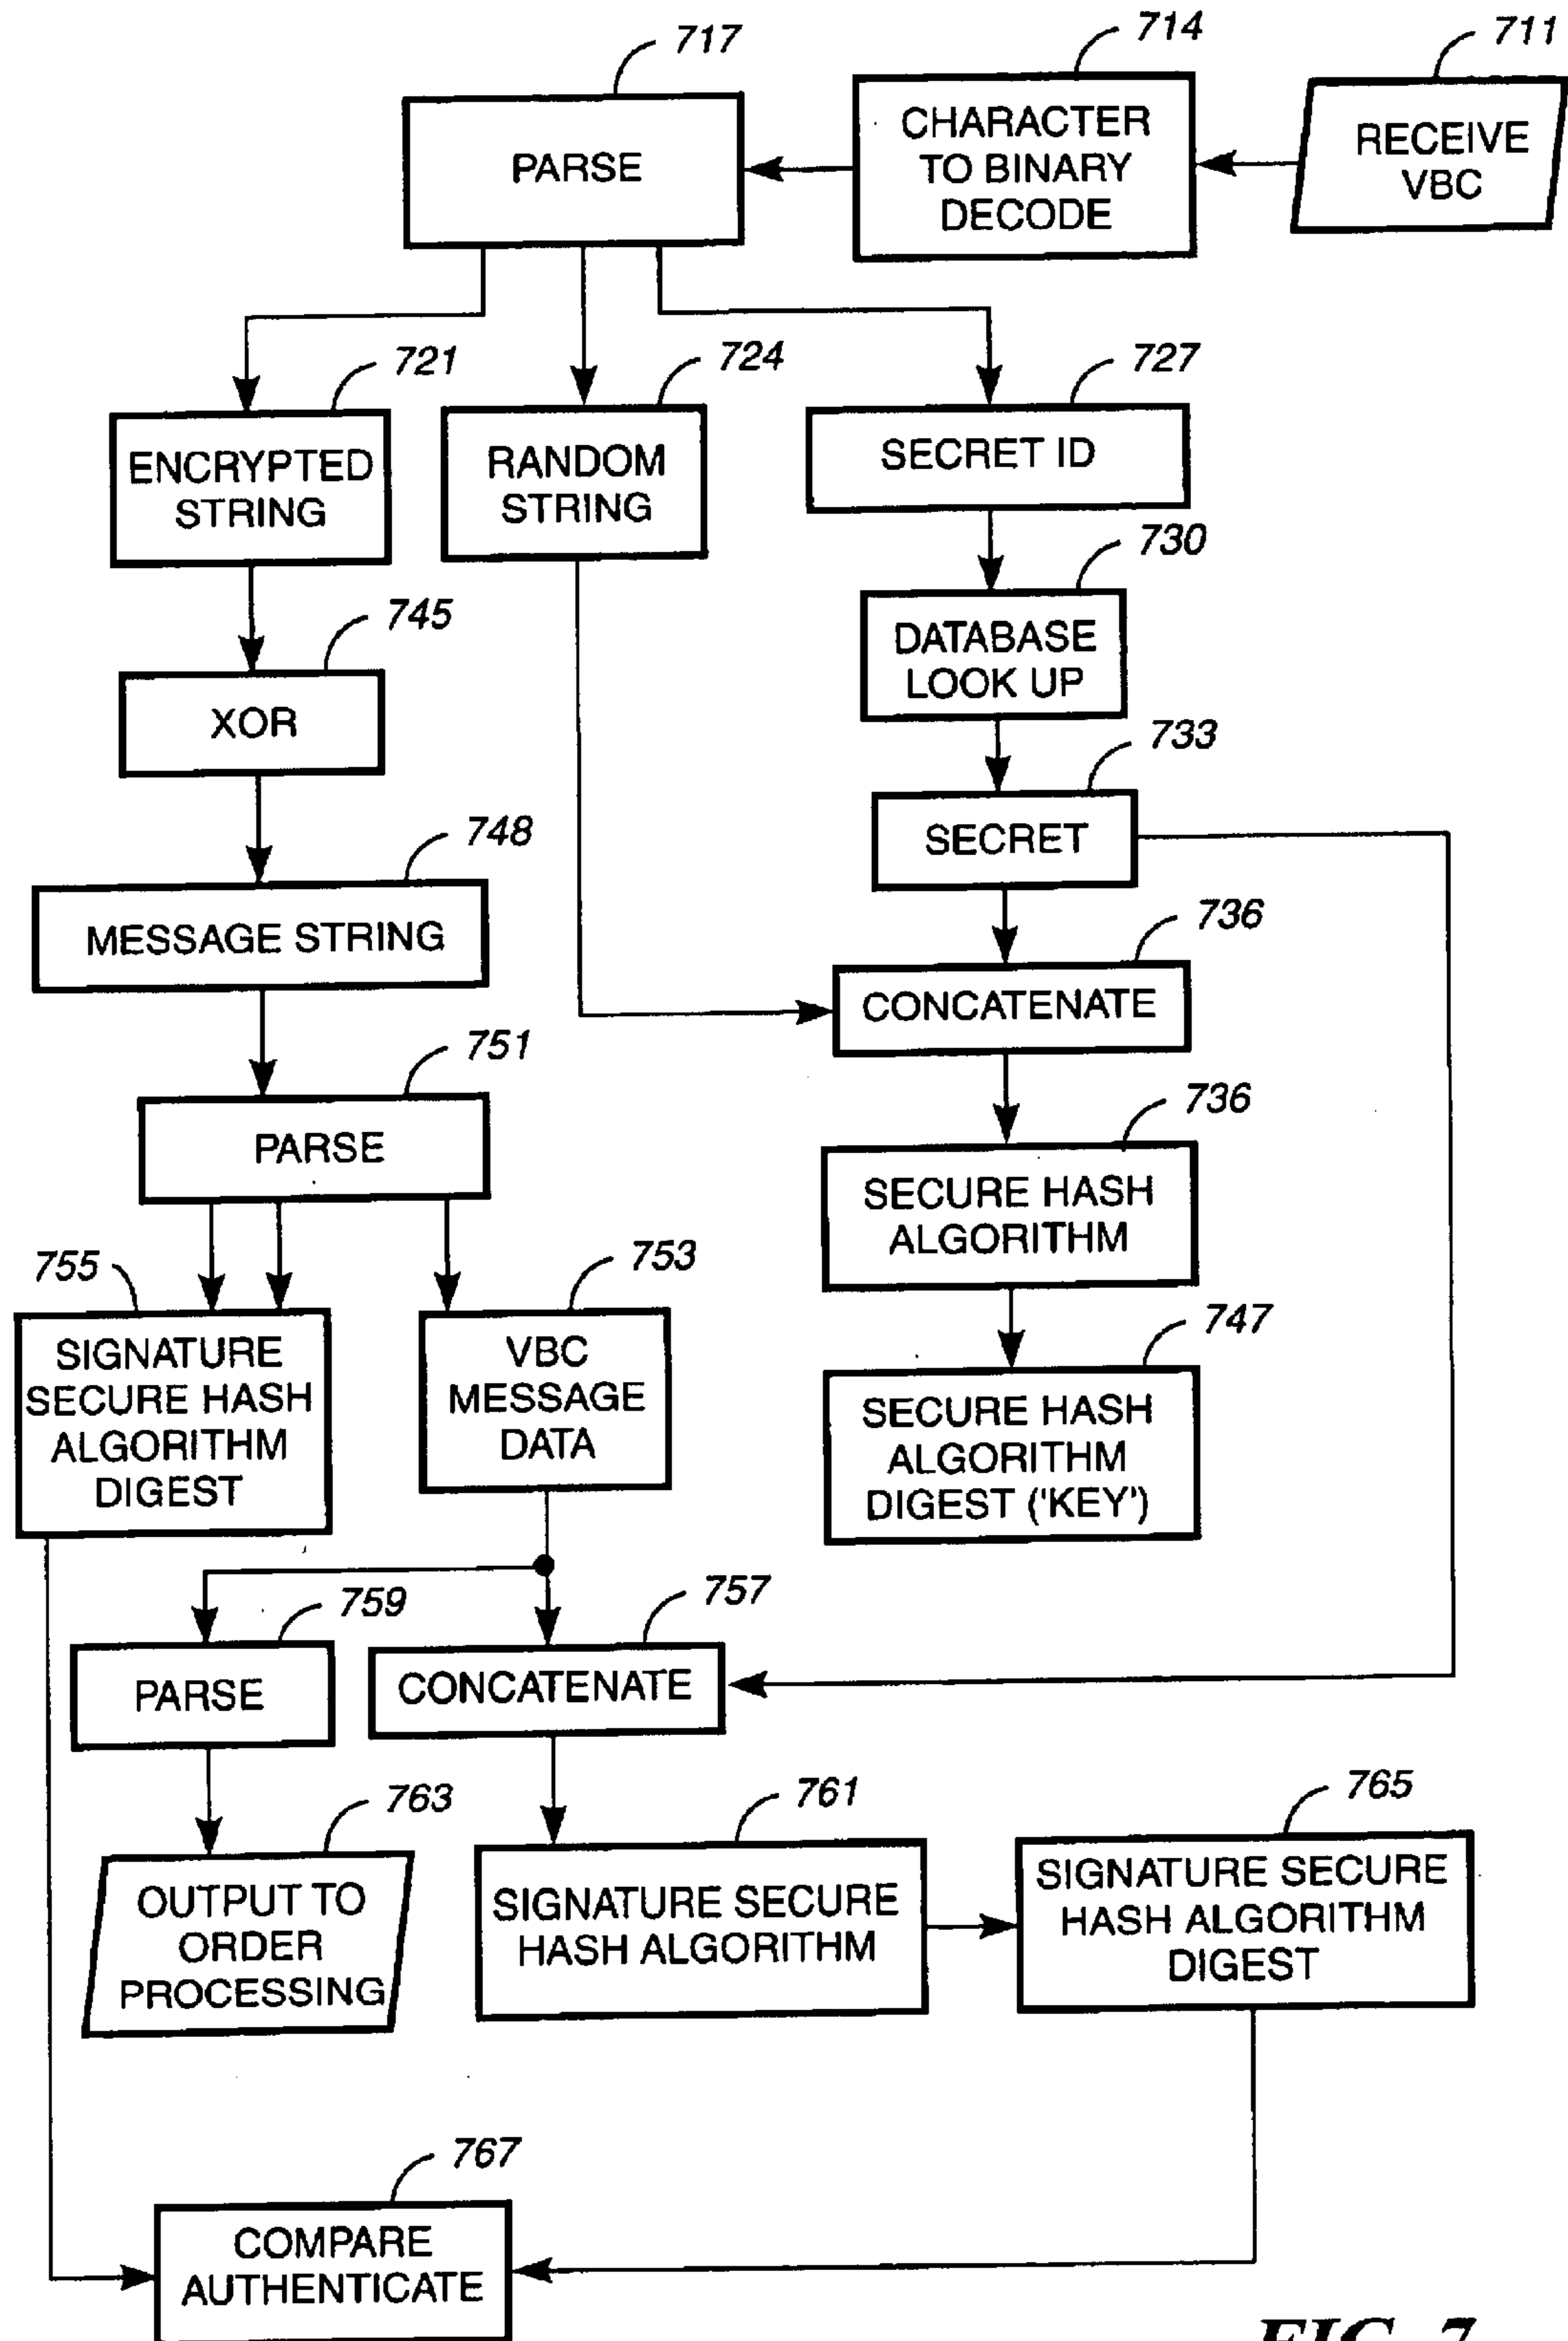 717
714
711
PARSE
CHARACTER
TO BINARY
DECODE
RECEIVE
VBC
721
724
727
ENCRYPTED
STRING
RANDOM
STRING
SECRET ID
730
745
DATABASE
LOOK UP
XOR
733
748
SECRET
MESSAGE STRING
736
CONCATENATE
751
PARSE
736
SECURE HASH
ALGORITHM
755
753
747
SIGNATURE
SECURE HASH
ALGORITHM
DIGEST
VBC
MESSAGE
DATA
SECURE HASH
ALGORITHM
DIGEST ('KEY')
759
757
PARSE
CONCATENATE
763
761
765
OUTPUT TO
ORDER
PROCESSING
SIGNATURE SECURE
HASH ALGORITHM
SIGNATURE SECURE
HASH ALGORITHM
DIGEST
767
COMPARE
AUTHENTICATE
FIG. 7